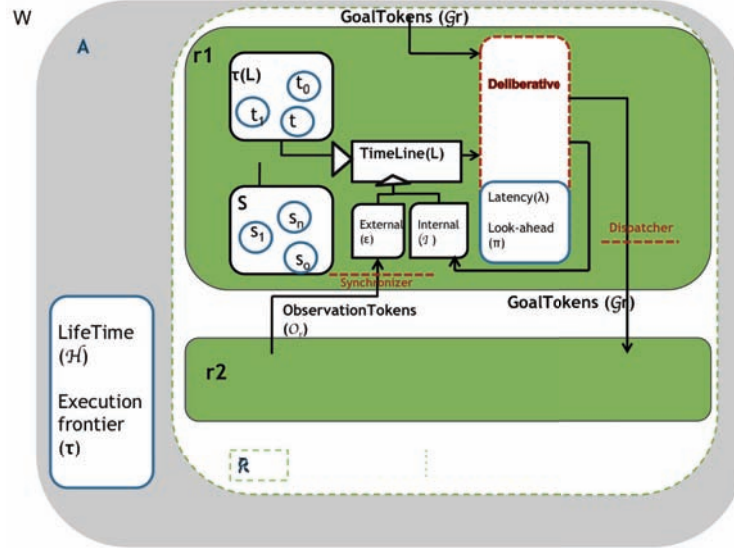 W
A
GoalTokens (𝒢r)
r1
τ(L)
t0
t1
t
Deliberative
TimeLine(L)
S
sn
s1
so
External
(ε)
Internal
(ℐ)
Latency(λ)
Look-ahead
(π)
Dispatcher
Synchronizer
ObservationTokens
(𝒪r)
GoalTokens (𝒢r)
r2
LifeTime
(ℋ)
Execution
frontier
(τ)
R